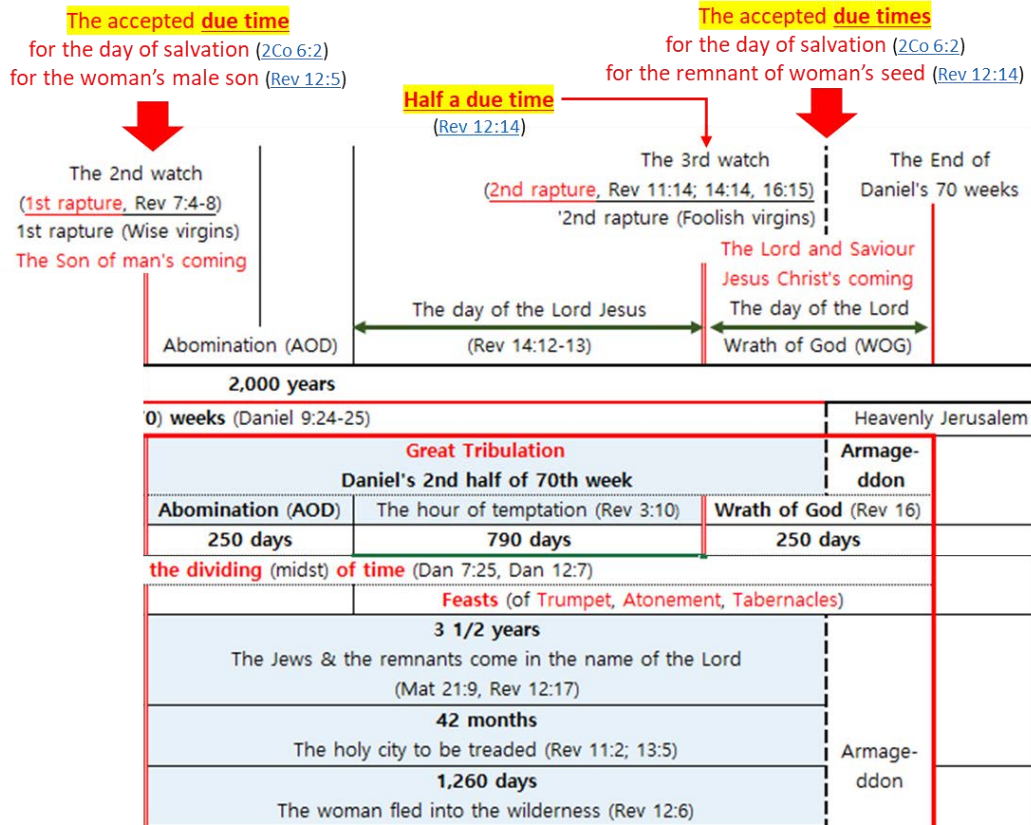 The accepted due time
for the day of salvation (2Co 6:2)
for the woman's male son (Rev 12:5)
The accepted due times
for the day of salvation (2Co 6:2)
for the remnant of woman's seed (Rev 12:14)
Half a due time
(Rev 12:14)
The 2nd watch
(1st rapture, Rev 7:4-8)
1st rapture (Wise virgins)
The Son of man's coming
The 3rd watch
(2nd rapture, Rev 11:14; 14:14, 16:15)
'2nd rapture (Foolish virgins)
The End of
Daniel's 70 weeks
The Lord and Saviour
Jesus Christ's coming
The day of the Lord Jesus
The day of the Lord
Abomination (AOD)
(Rev 14:12-13)
Wrath of God (WOG)
2,000 years
0) weeks (Daniel 9:24-25)
Heavenly Jerusalem
Great Tribulation
Daniel's 2nd half of 70th week
Armage-
ddon
Abomination (AOD)
The hour of temptation (Rev 3:10)
Wrath of God (Rev 16)
250 days
790 days
250 days
the dividing (midst) of time (Dan 7:25, Dan 12:7)
Feasts (of Trumpet, Atonement, Tabernacles)
3 1/2 years
The Jews & the remnants come in the name of the Lord
(Mat 21:9, Rev 12:17)
42 months
The holy city to be treaded (Rev 11:2; 13:5)
Armage-
ddon
1,260 days
The woman fled into the wilderness (Rev 12:6)